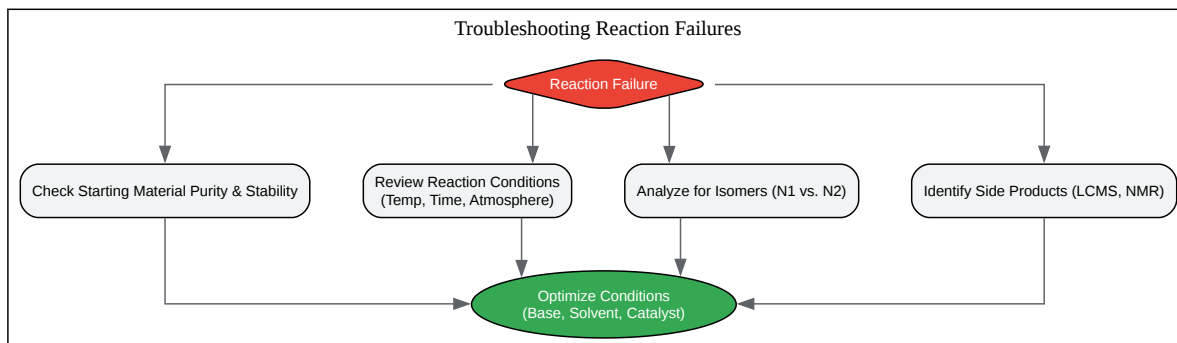 Troubleshooting Reaction Failures
Reaction Failure
Check Starting Material Purity & Stability
Review Reaction Conditions
(Temp, Time, Atmosphere)
Analyze for Isomers (N1 vs. N2)
Identify Side Products (LCMS, NMR)
Optimize Conditions
(Base, Solvent, Catalyst)